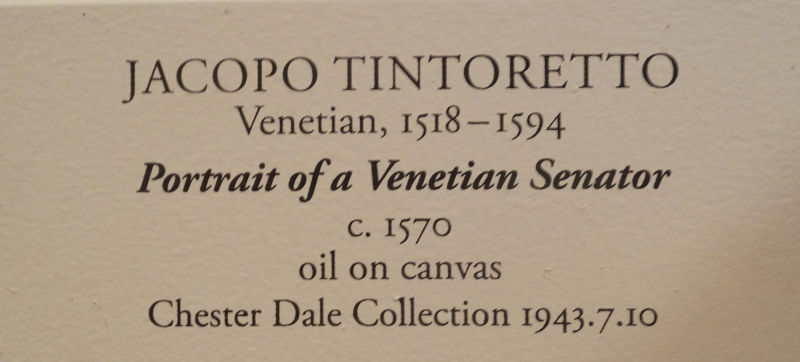 JACOPO TINTORETTO
Venetian, 1518–1594
Portrait of a Venetian Senator
c. 1570
oil on canvas
Chester Dale Collection 1943.7.10